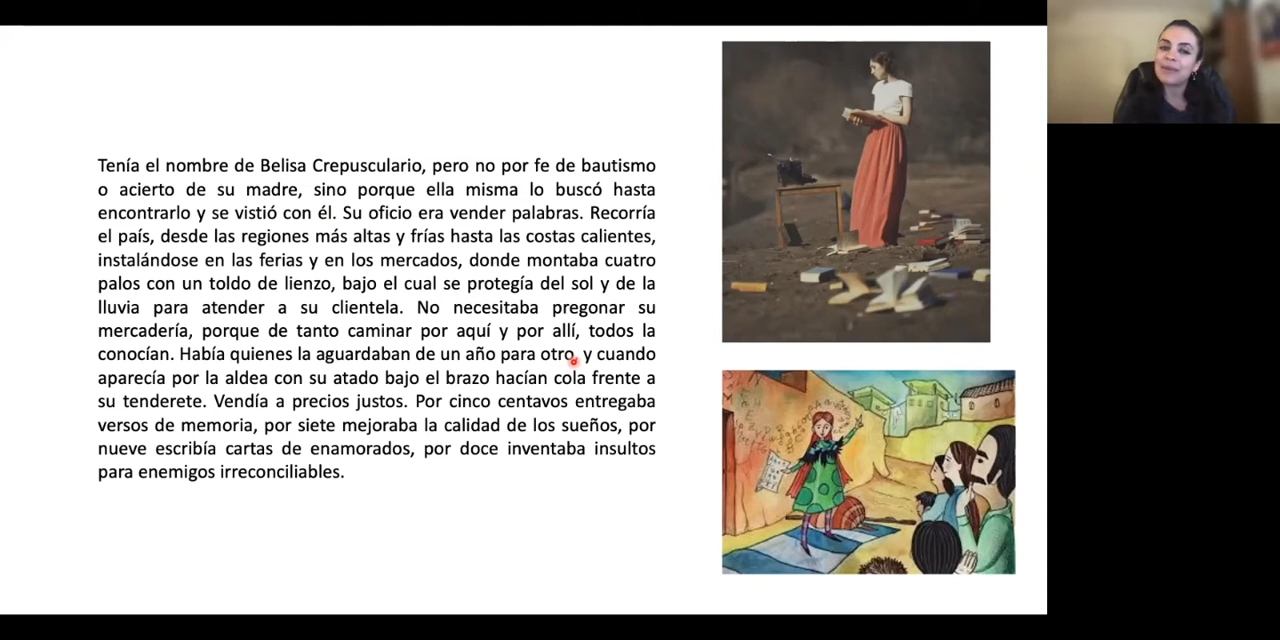 Tenía el nombre de Belisa Crepusculario, pero no por fe de bautismo
o acierto de su madre, sino porque ella misma lo buscó hasta
encontrarlo y se vistió con él. Su oficio era vender palabras. Recorría
el país, desde las regiones más altas y frías hasta las costas calientes,
instalándose en las ferias y en los mercados, donde montaba cuatro
palos con un toldo de lienzo, bajo el cual se protegía del sol y de la
lluvia para atender a su clientela. No necesitaba pregonar su
mercadería, porque de tanto caminar por aquí y por allí, todos la
conocían. Había quienes la aguardaban de un año para otro, y cuando
aparecía por la aldea con su atado bajo el brazo hacían cola frente a
su tenderete. Vendía a precios justos. Por cinco centavos entregaba
versos de memoria, por siete mejoraba la calidad de los sueños, por
nueve escribía cartas de enamorados, por doce inventaba insultos
para enemigos irreconciliables.